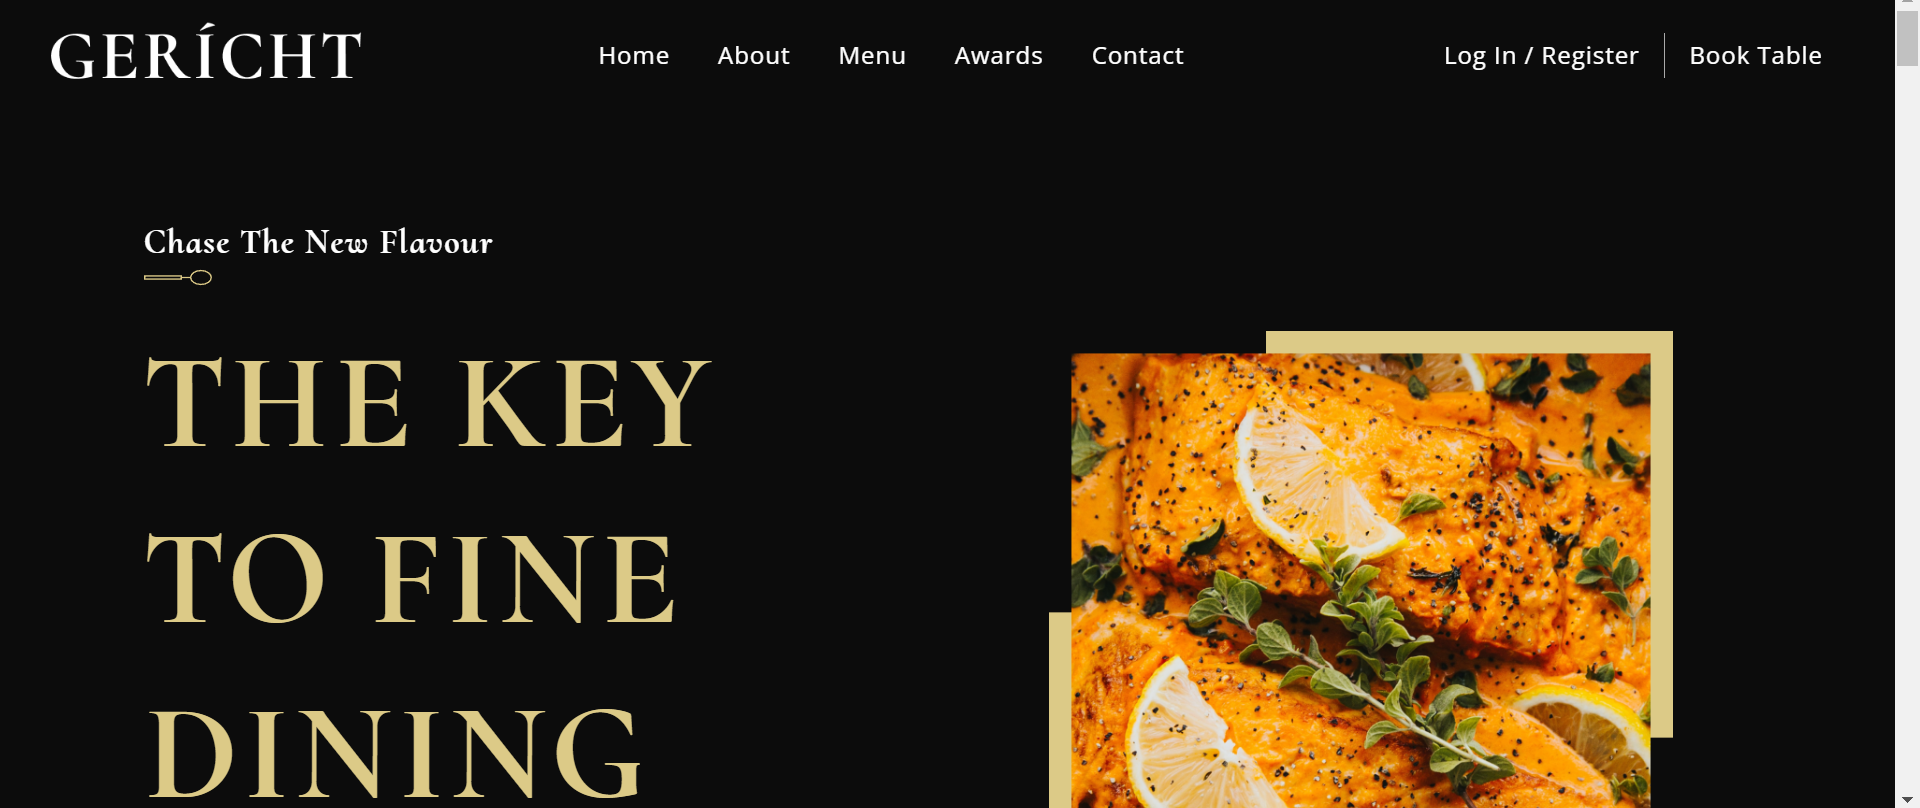 GERÍCHT
Home About Menu Awards Contact
Log In / Register Book Table
Chase The New Flavour
THE KEY
TO FINE
DINING